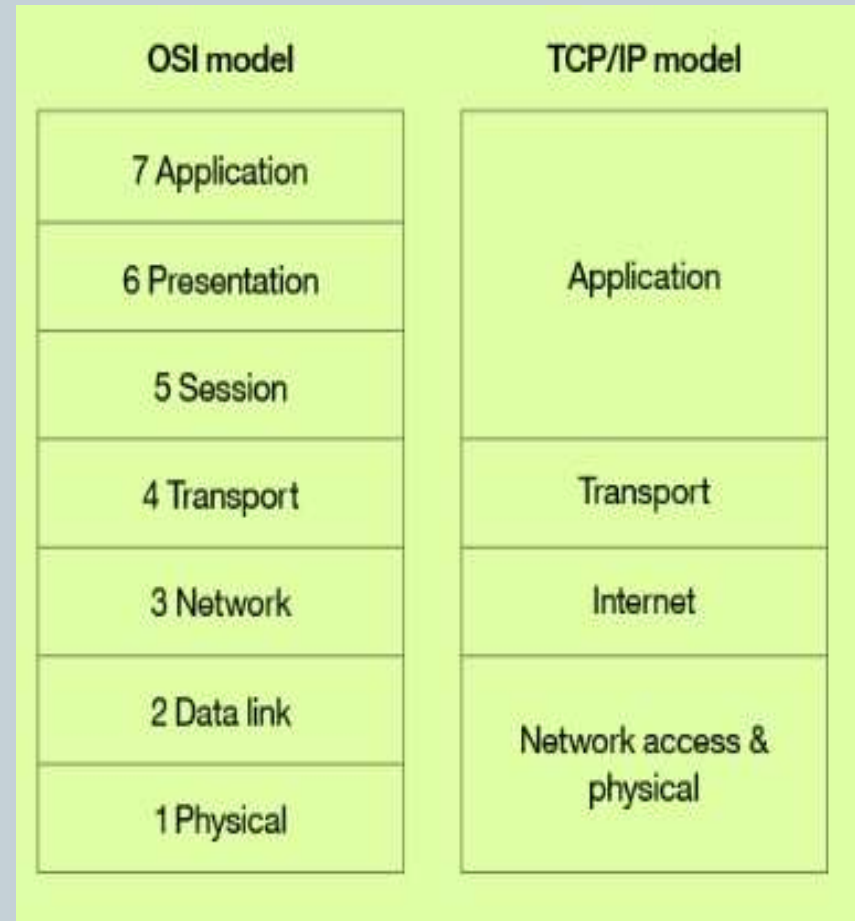 OSI model
7 Application
6 Presentation
5 Session
4 Transport
3 Network
2 Data link
1 Physical
TCP/IP model
Application
Transport
Internet
Network access &
physical